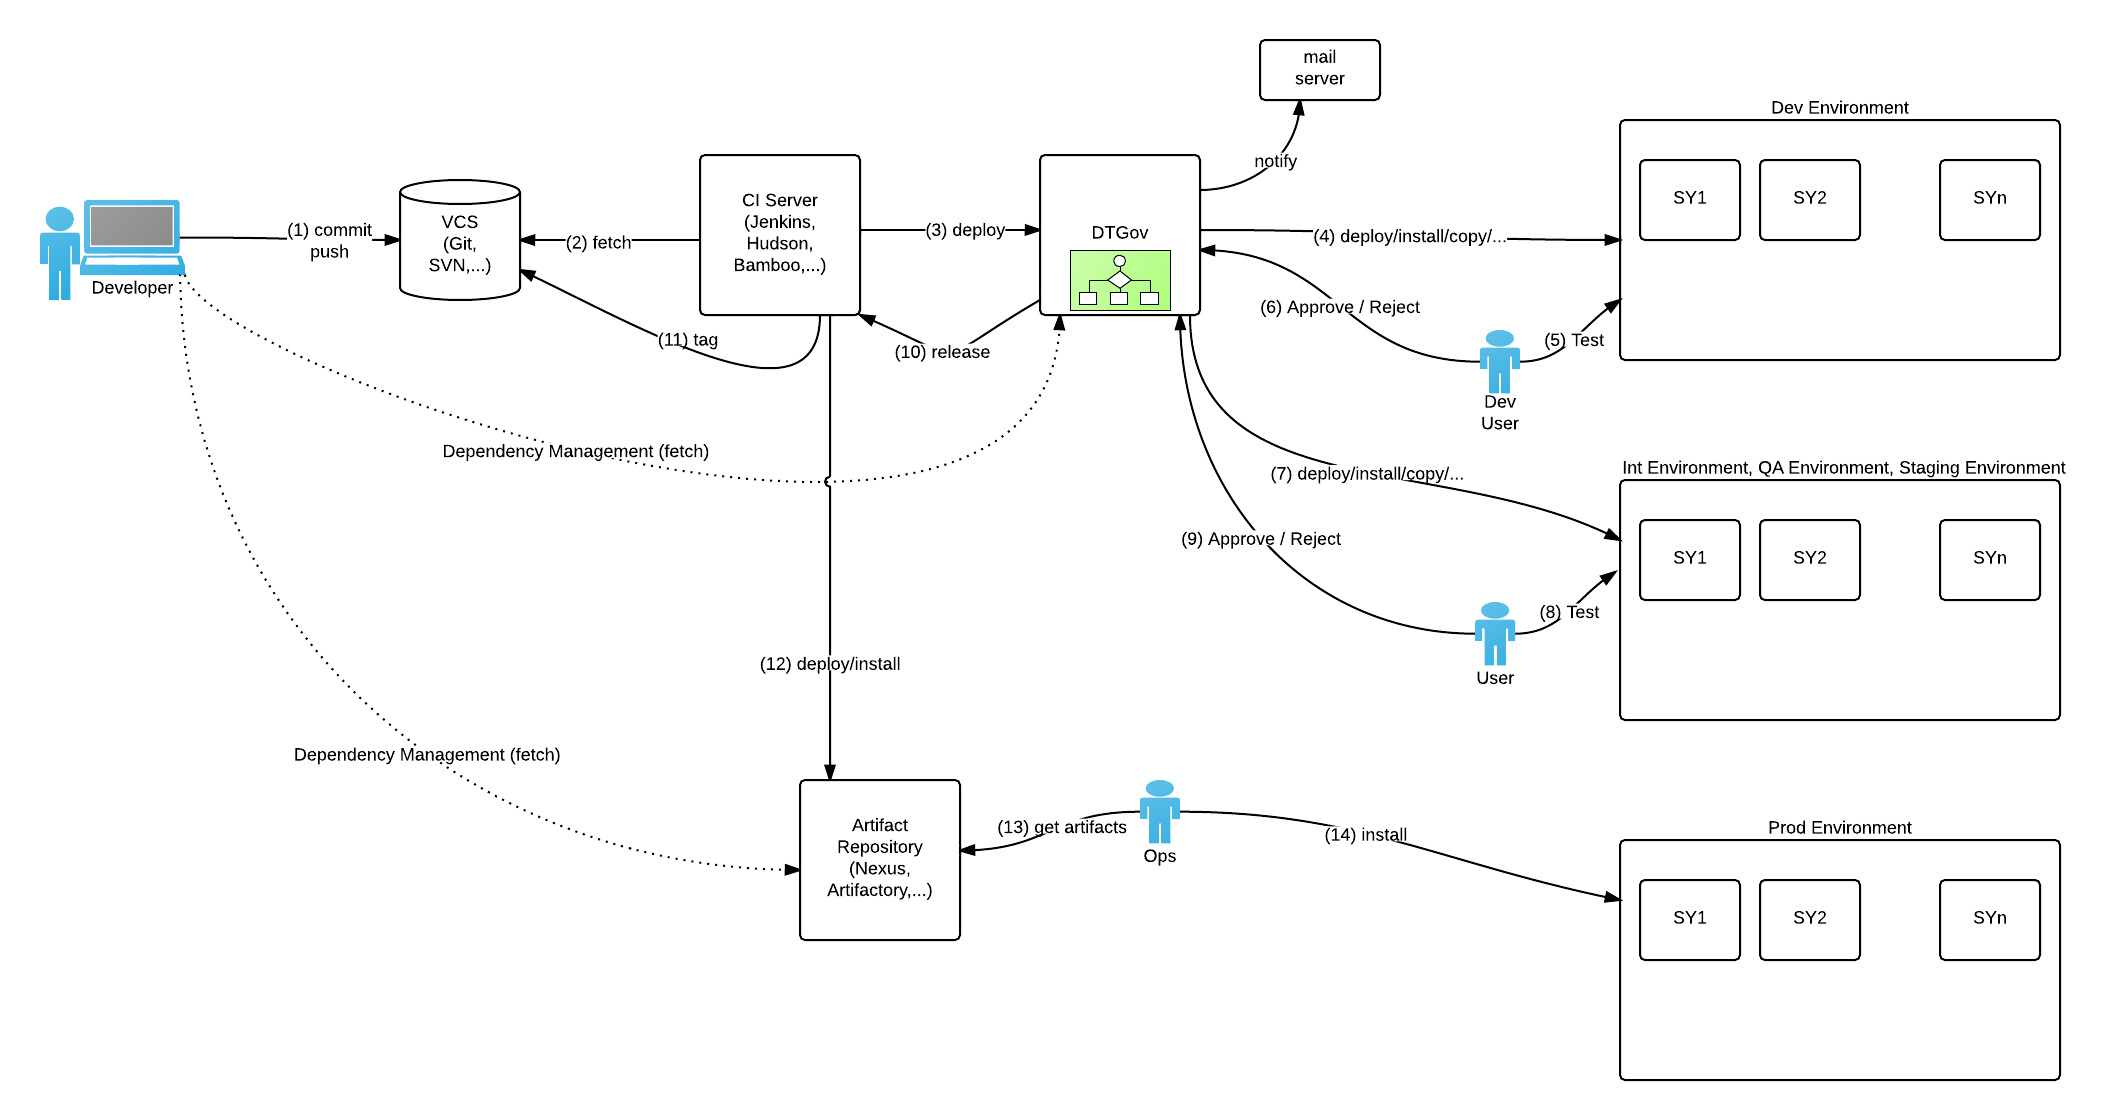 mail
server
Dev Environment
notify
SY1
SY2
SYn
CI Server
(Jenkins,
Hudson,
Bamboo,...)
VCS
(Git,
SVN,...)
(1) commit
push
(2) fetch
(3) deploy
DTGov
(4) deploy/install/copy/...
Developer
(6) Approve / Reject
(5) Test
(11) tag
(10) release
Dev
User
Dependency Management (fetch)
(7) deploy/install/copy/...
Int Environment, QA Environment, Staging Environment
(9) Approve / Reject
SY1
SY2
SYn
(8) Test
User
(12) deploy/install
Dependency Management (fetch)
Artifact
Repository
(Nexus,
Artifactory,...)
(13) get artifacts
Ops
(14) install
Prod Environment
SY1
SY2
SYn